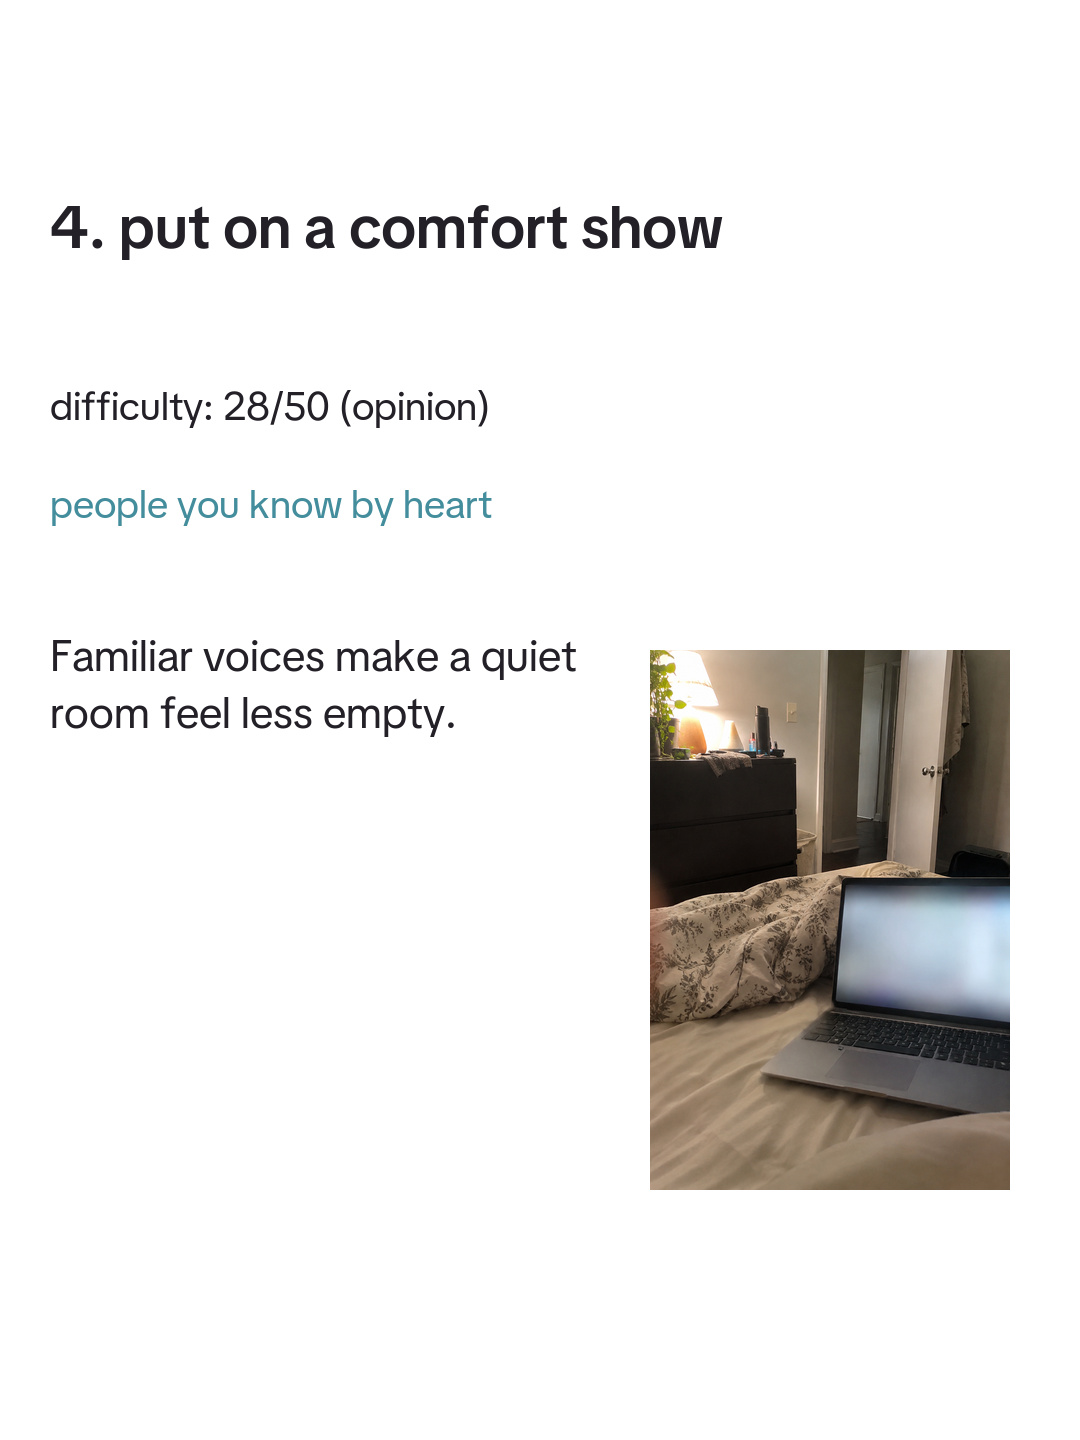 4. put on a comfort show
difficulty: 28/50 (opinion)
people you know by heart
Familiar voices make a quiet
room feel less empty.